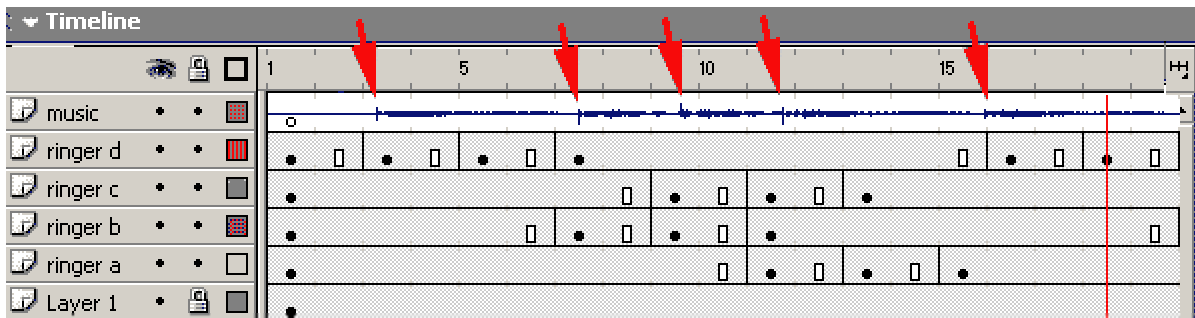 Timeline
1 5 10 15
music
ringer d
ringer c
ringer b
ringer a
Layer 1